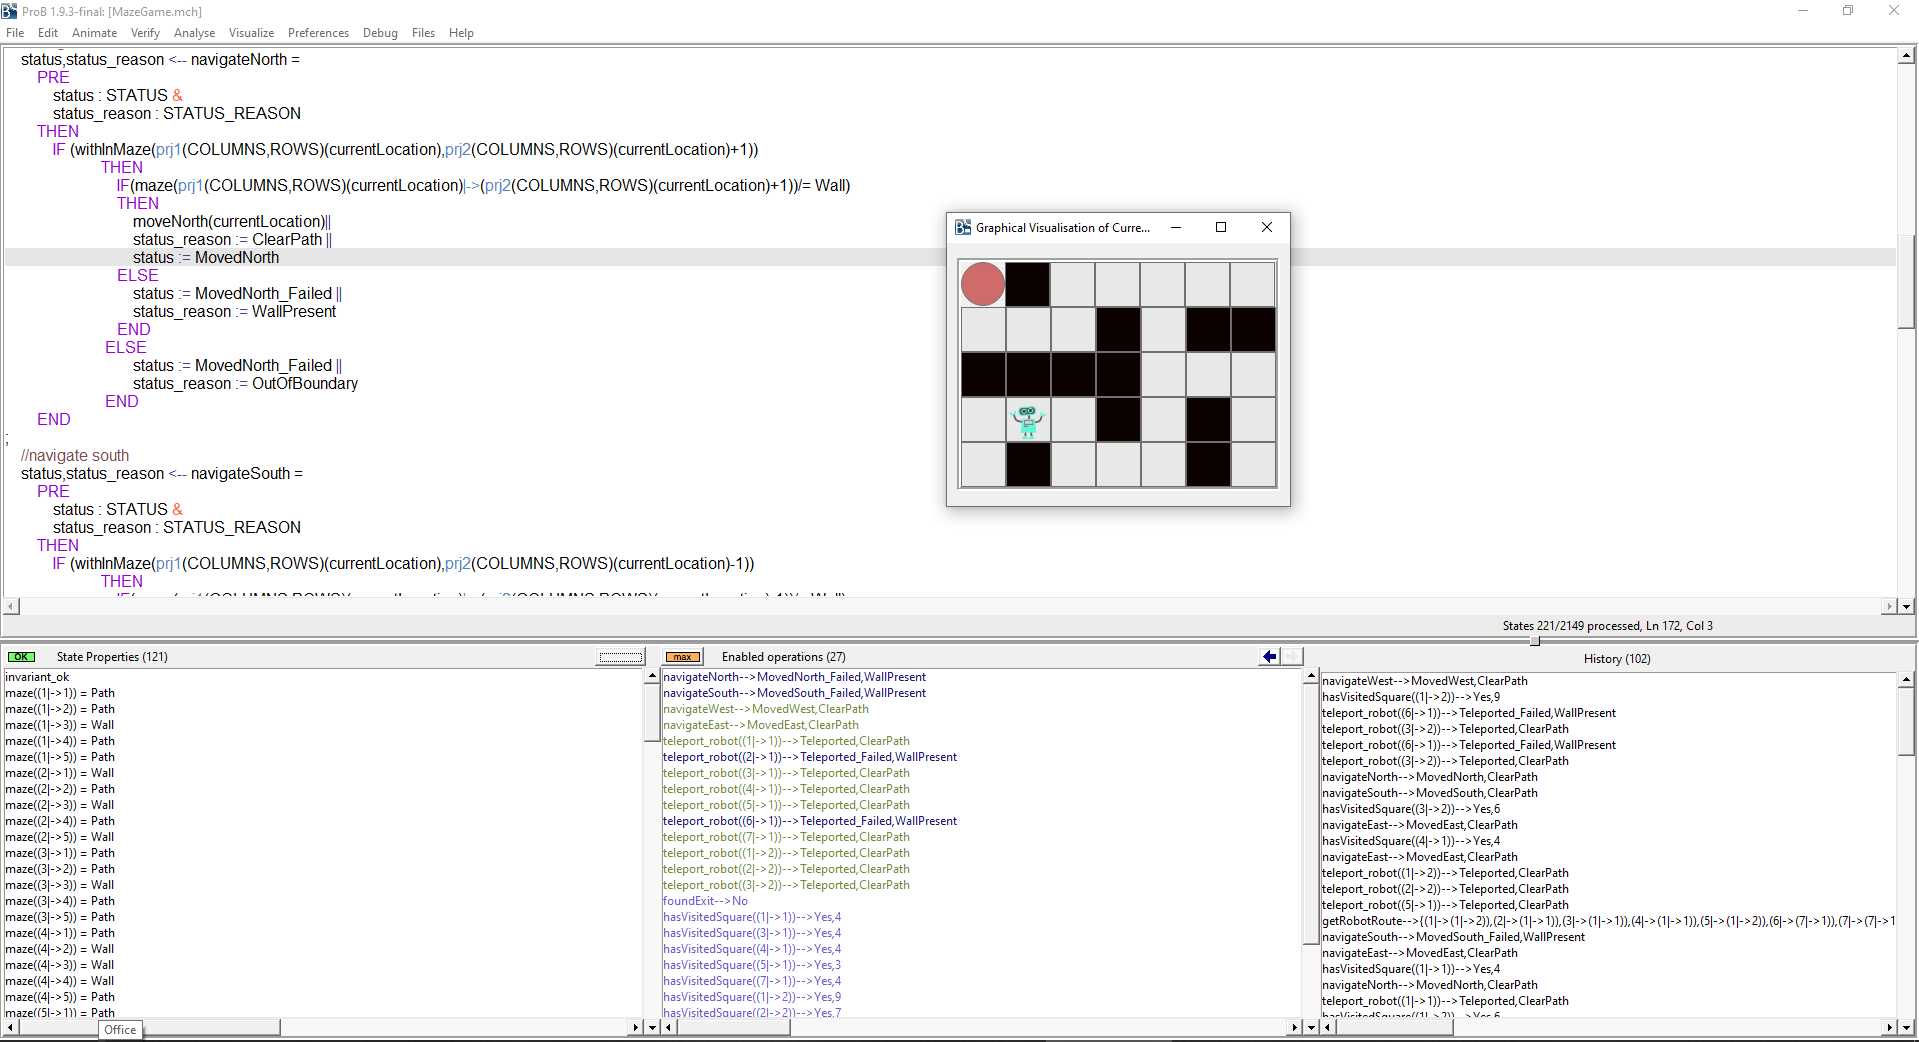 ProB 1.9.3-final: [MazeGame.mch]
File Edit Animate Verify Analyse Visualize Preferences Debug Files Help
status,status_reason <-- navigateNorth =
PRE
status : STATUS &
status_reason : STATUS_REASON
THEN
IF (withInMaze(prj1(COLUMNS,ROWS)(currentLocation),prj2(COLUMNS,ROWS)(currentLocation)+1))
THEN
IF(maze(prj1(COLUMNS,ROWS)(currentLocation)|->(prj2(COLUMNS,ROWS)(currentLocation)+1))/= Wall)
THEN
moveNorth(currentLocation)||
status_reason := ClearPath ||
status := MovedNorth
ELSE
status := MovedNorth_Failed ||
status_reason := WallPresent
END
ELSE
status := MovedNorth_Failed ||
status_reason := OutOfBoundary
END
END
;
//navigate south
status,status_reason <-- navigateSouth =
PRE
status : STATUS &
status_reason : STATUS_REASON
THEN
IF (withInMaze(prj1(COLUMNS,ROWS)(currentLocation),prj2(COLUMNS,ROWS)(currentLocation)-1))
THEN
Graphical Visualisation of Curre...
States 221/2149 processed, Ln 172, Col 3
OK State Properties (121)
invariant_ok
maze((1|->1)) = Path
maze((1|->2)) = Path
maze((1|->3)) = Wall
maze((1|->4)) = Path
maze((1|->5)) = Path
maze((2|->1)) = Wall
maze((2|->2)) = Path
maze((2|->3)) = Wall
maze((2|->4)) = Path
maze((2|->5)) = Wall
maze((3|->1)) = Path
maze((3|->2)) = Path
maze((3|->3)) = Wall
maze((3|->4)) = Path
maze((3|->5)) = Path
maze((4|->1)) = Path
maze((4|->2)) = Wall
maze((4|->3)) = Wall
maze((4|->4)) = Wall
maze((4|->5)) = Path
maze((5|->1)) = Path
Office
max Enabled operations (27)
navigateNorth-->MovedNorth_Failed,WallPresent
navigateSouth-->MovedSouth_Failed,WallPresent
navigateWest-->MovedWest,ClearPath
navigateEast-->MovedEast,ClearPath
teleport_robot((1|->1))-->Teleported,ClearPath
teleport_robot((2|->1))-->Teleported_Failed,WallPresent
teleport_robot((3|->1))-->Teleported,ClearPath
teleport_robot((4|->1))-->Teleported,ClearPath
teleport_robot((5|->1))-->Teleported,ClearPath
teleport_robot((6|->1))-->Teleported_Failed,WallPresent
teleport_robot((7|->1))-->Teleported,ClearPath
teleport_robot((1|->2))-->Teleported,ClearPath
teleport_robot((2|->2))-->Teleported,ClearPath
teleport_robot((3|->2))-->Teleported,ClearPath
foundExit-->No
hasVisitedSquare((1|->1))-->Yes,4
hasVisitedSquare((3|->1))-->Yes,4
hasVisitedSquare((4|->1))-->Yes,4
hasVisitedSquare((5|->1))-->Yes,3
hasVisitedSquare((7|->1))-->Yes,4
hasVisitedSquare((1|->2))-->Yes,9
hasVisitedSquare((2|->2))-->Yes,7
History (102)
navigateWest-->MovedWest,ClearPath
hasVisitedSquare((1|->2))-->Yes,9
teleport_robot((6|->1))-->Teleported_Failed,WallPresent
teleport_robot((3|->2))-->Teleported,ClearPath
teleport_robot((6|->1))-->Teleported_Failed,WallPresent
teleport_robot((3|->2))-->Teleported,ClearPath
navigateNorth-->MovedNorth,ClearPath
navigateSouth-->MovedSouth,ClearPath
hasVisitedSquare((3|->2))-->Yes,6
navigateEast-->MovedEast,ClearPath
hasVisitedSquare((4|->1))-->Yes,4
navigateEast-->MovedEast,ClearPath
teleport_robot((1|->2))-->Teleported,ClearPath
teleport_robot((2|->2))-->Teleported,ClearPath
teleport_robot((5|->1))-->Teleported,ClearPath
getRobotRoute-->{(1|->(1|->2)),(2|->(1|->1)),(3|->(1|->1)),(4|->(1|->1)),(5|->(1|->2)),(6|->(7|->1)),(7|->(7|->1
navigateSouth-->MovedSouth_Failed,WallPresent
navigateEast-->MovedEast,ClearPath
hasVisitedSquare((1|->1))-->Yes,4
navigateNorth-->MovedNorth,ClearPath
teleport_robot((1|->1))-->Teleported,ClearPath
hasVisitedSquare((1|->2))-->Yes,6